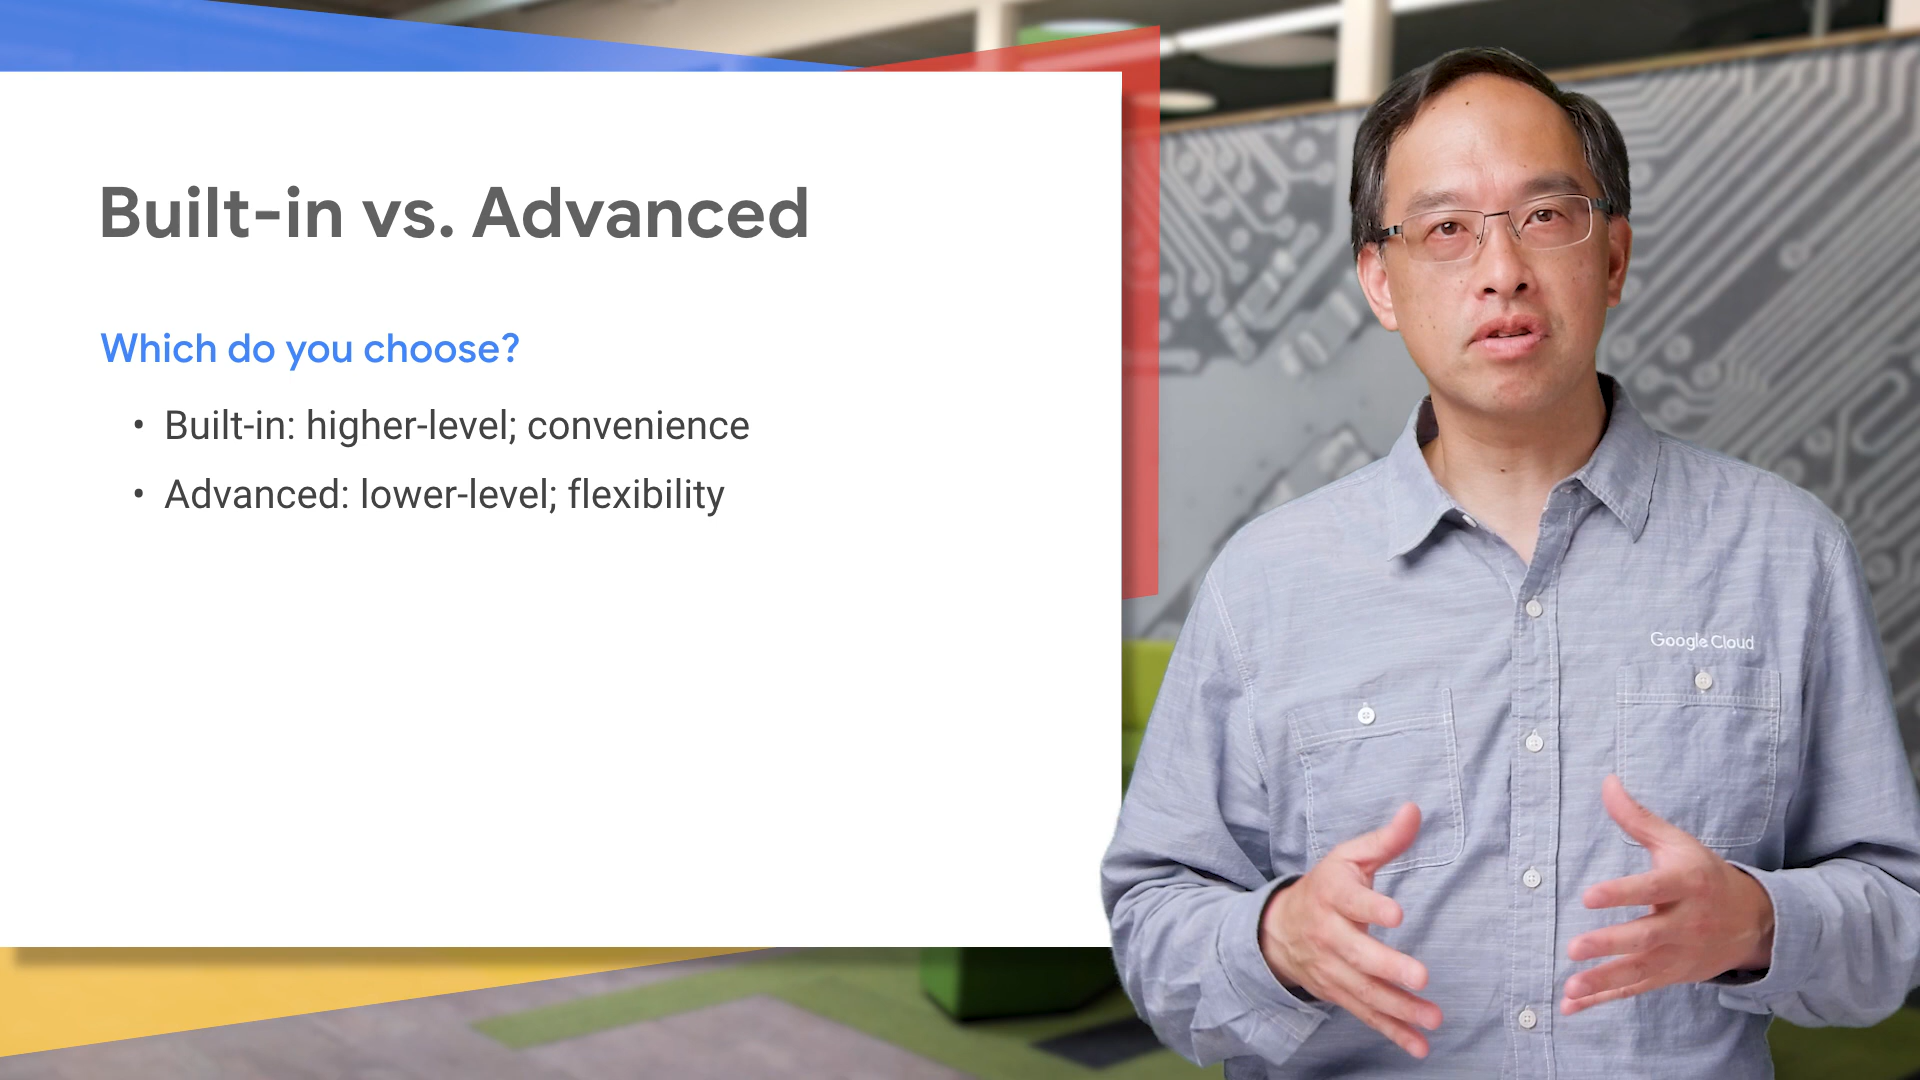 Built-in vs. Advanced
Which do you choose?
• Built-in: higher-level; convenience
• Advanced: lower-level; flexibility
Google Cloud